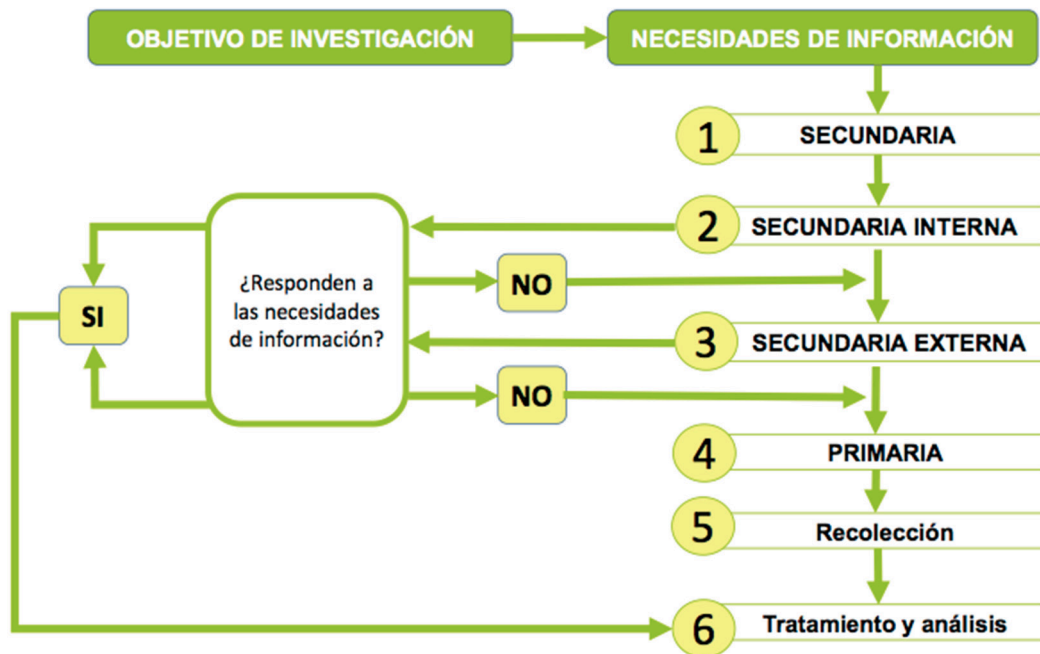 OBJETIVO DE INVESTIGACIÓN
NECESIDADES DE INFORMACIÓN
1 SECUNDARIA
2 SECUNDARIA INTERNA
¿Responden a
las necesidades
de información?
NO
SI
3 SECUNDARIA EXTERNA
NO
4 PRIMARIA
5 Recolección
6 Tratamiento y análisis